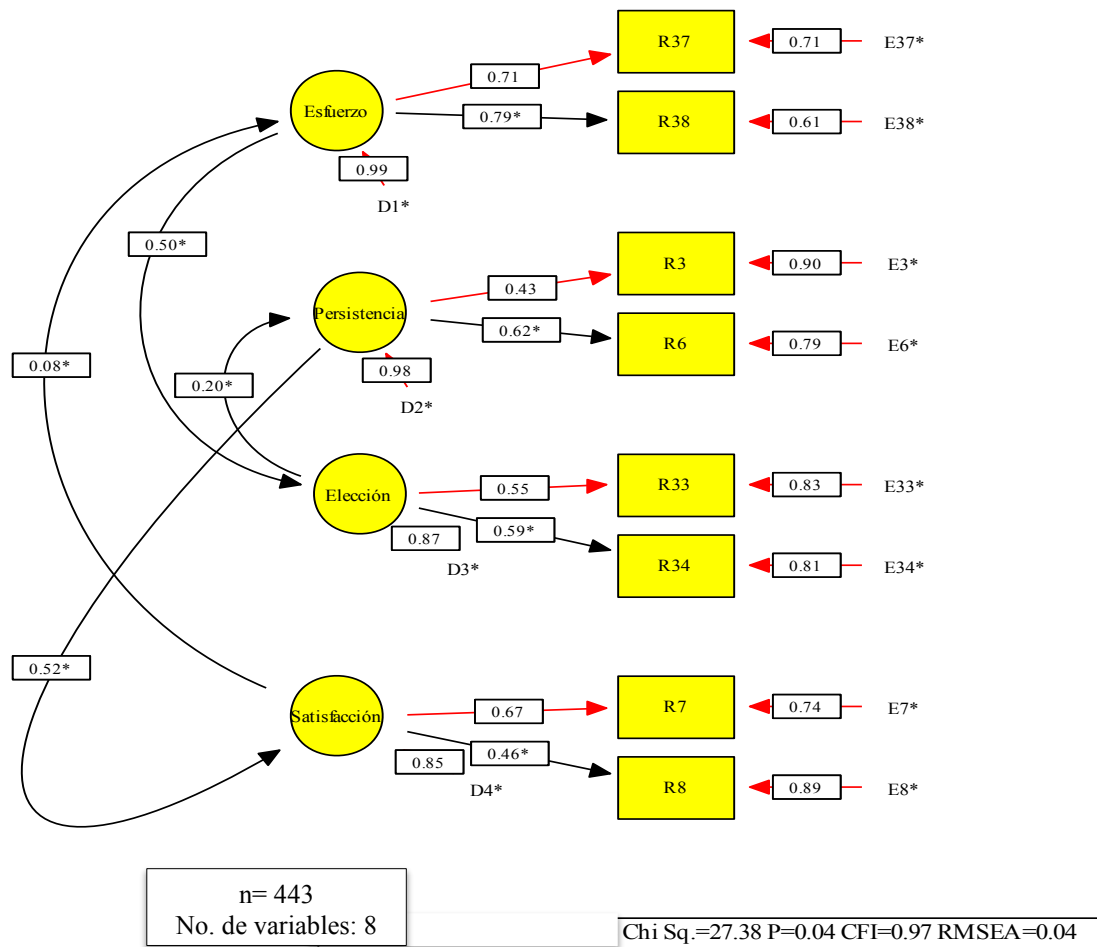 R37
0.71
E37*
0.71
Esfuerzo
0.79*
R38
0.61
E38*
0.99
D1*
0.50*
R3
0.90
E3*
0.43
Persistencia
0.62*
R6
0.79
E6*
0.08*
0.98
0.20*
D2*
R33
0.83
E33*
0.55
Elección
0.59*
0.87
R34
0.81
E34*
D3*
0.52*
R7
0.74
E7*
0.67
Satisfacción
0.46*
0.85
R8
0.89
E8*
D4*
n= 443
No. de variables: 8
Chi Sq.=27.38 P=0.04 CFI=0.97 RMSEA=0.04